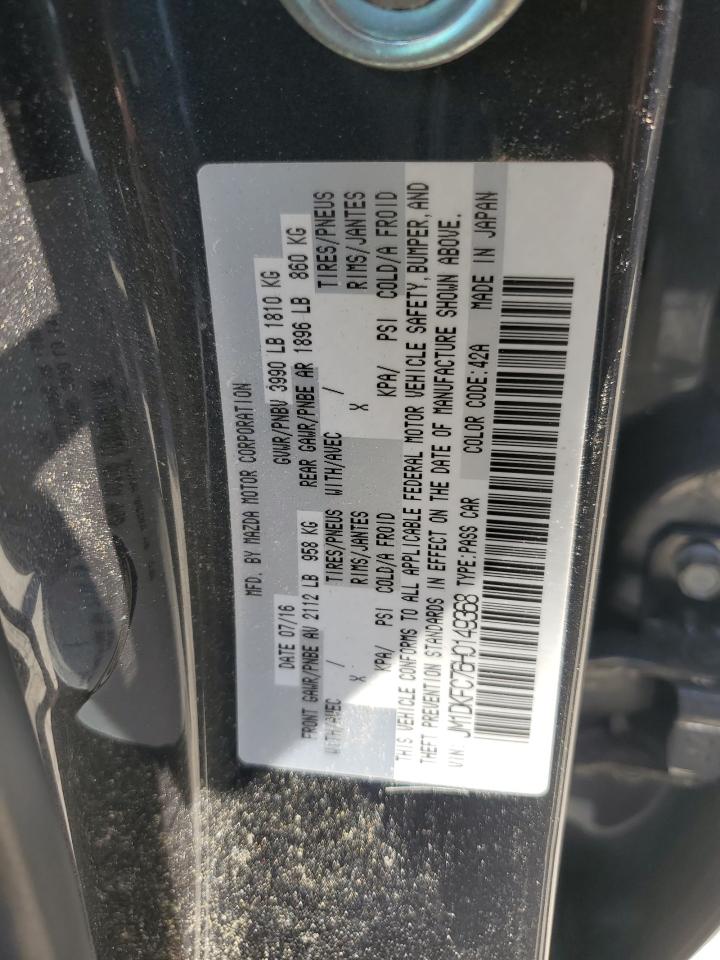 MFD. BY MAZDA MOTOR CORPORATION
DATE 07/16 GVWR/PNBV 3990 LB 1810 KG
FRONT GAWR/PNBE AV 2112 LB 958 KG REAR GAWR/PNBE AR 1896 LB 860 KG
WITH/AVEC / TIRES/PNEUS WITH/AVEC / TIRES/PNEUS
X RIMS/JANTES X RIMS/JANTES
KPA/ PSI COLD/A FROID KPA/ PSI COLD/A FROID
THIS VEHICLE CONFORMS TO ALL APPLICABLE FEDERAL MOTOR VEHICLE SAFETY, BUMPER, AND
THEFT PREVENTION STANDARDS IN EFFECT ON THE DATE OF MANUFACTURE SHOWN ABOVE.
VIN: JM1DKFC76H0149368 TYPE:PASS CAR COLOR CODE:42A MADE IN JAPAN